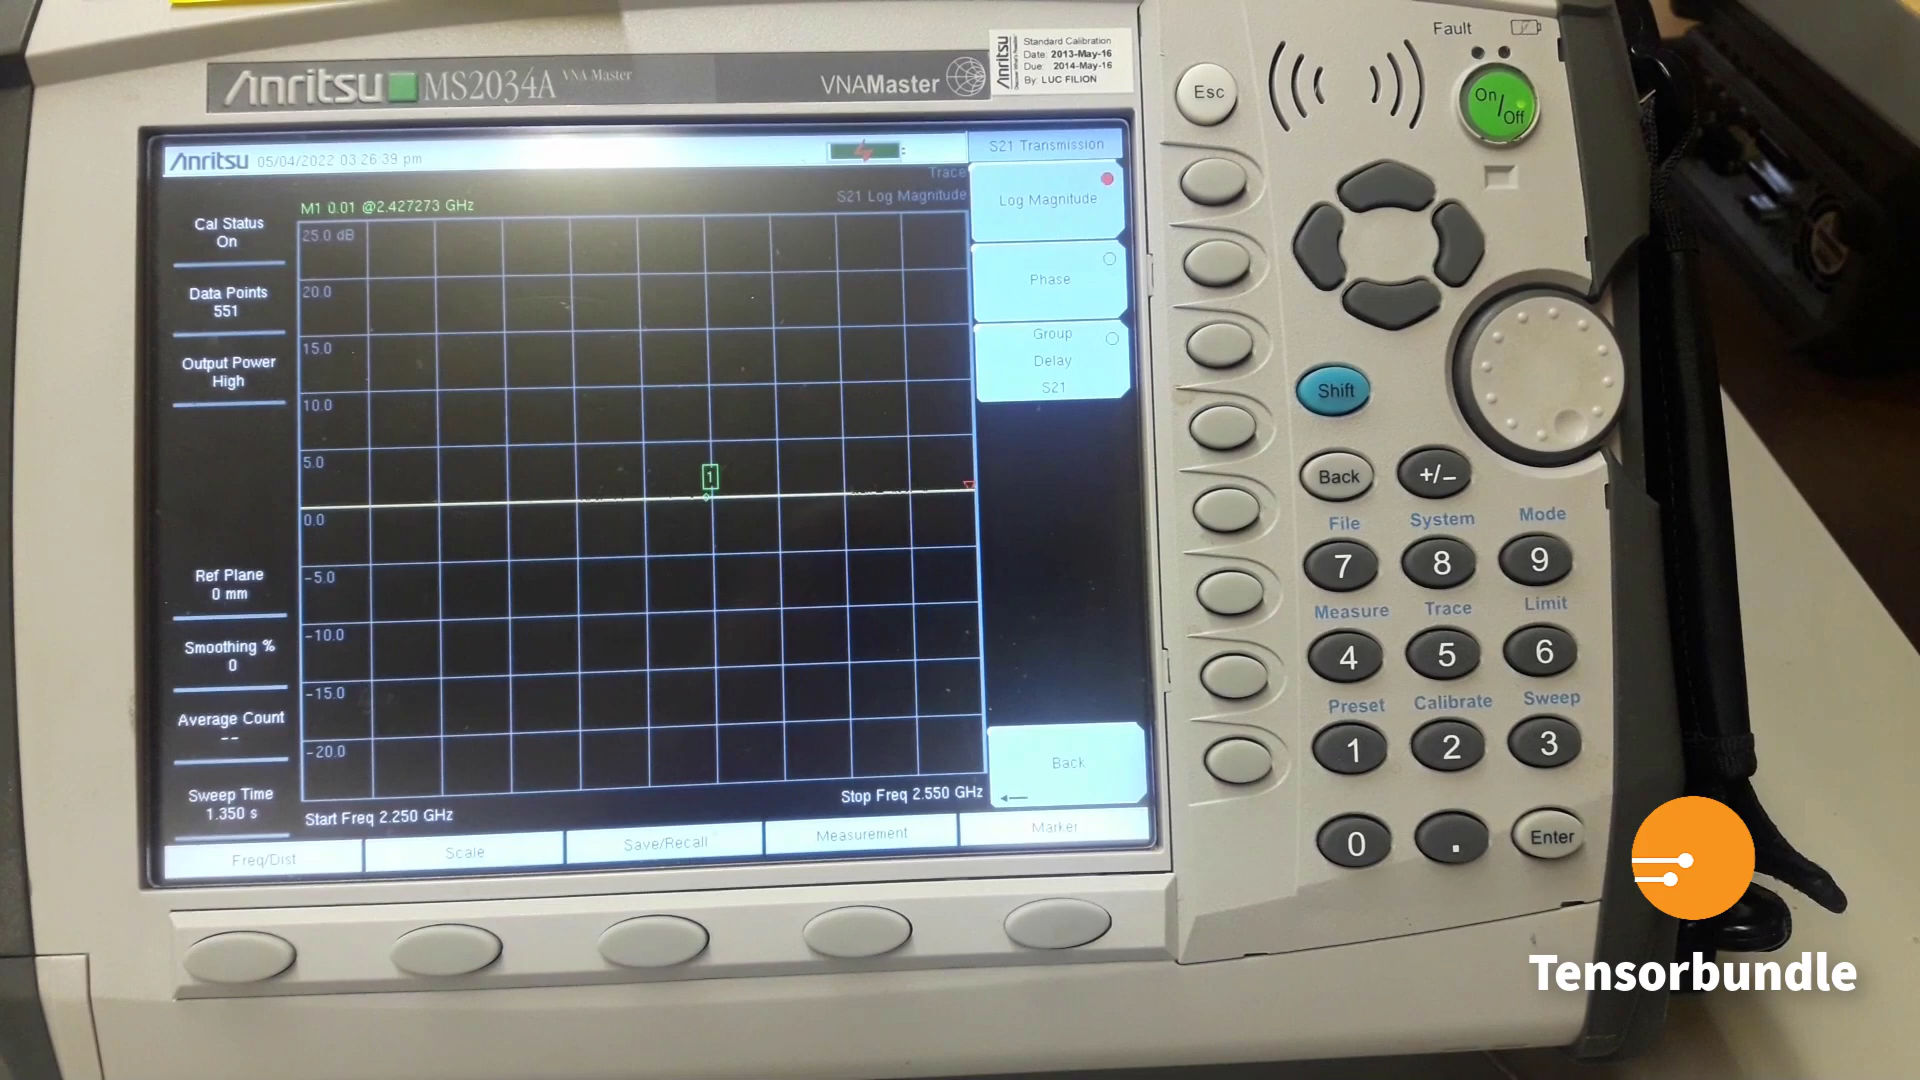 Anritsu MS2034A VNA Master
VNAMaster
Anritsu
Standard Calibration
Date: 2013-May-16
Due: 2014-May-16
By: LUC FILION
Fault
Esc
On/Off
Anritsu 05/04/2022 03:26:39 pm
S21 Transmission
Trace
S21 Log Magnitude
M1 0.01 @2.427273 GHz
Cal Status
On
Data Points
551
Output Power
High
Ref Plane
0 mm
Smoothing %
0
Average Count
--
Sweep Time
1.350 s
25.0 dB
20.0
15.0
10.0
5.0
0.0
-5.0
-10.0
-15.0
-20.0
1
Start Freq 2.250 GHz
Stop Freq 2.550 GHz
Log Magnitude
Phase
Group
Delay
S21
Back
Freq/Dist
Scale
Save/Recall
Measurement
Marker
Shift
Back
+/−
File
System
Mode
7
8
9
Measure
Trace
Limit
4
5
6
Preset
Calibrate
Sweep
1
2
3
0
.
Enter
Tensorbundle